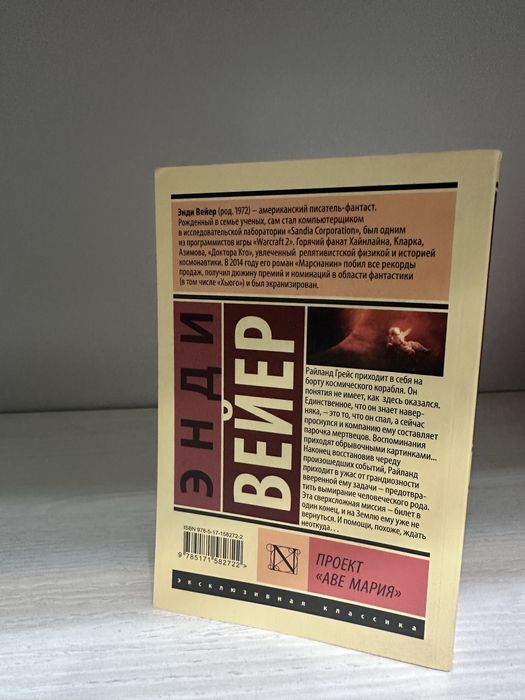 Энди Вейер (род. 1972) – американский писатель-фантаст.
Рожденный в семье ученых, сам стал компьютерщиком
в исследовательской лаборатории «Sandia Corporation», был одним
из программистов игры «Warcraft 2». Горячий фанат Хайнлайна, Кларка,
Азимова, «Доктора Кто», увлеченный релятивистской физикой и историей
космонавтики. В 2014 году его роман «Марсианин» побил все рекорды
продаж, получил дюжину премий и номинаций в области фантастики
(в том числе «Хьюго») и был экранизирован.
ЭНДИ
ВЕЙЕР
Райланд Грейс приходит в себя на
борту космического корабля. Он
понятия не имеет, как здесь оказался.
Единственное, что он знает навер-
няка, – это то, что он спал, а сейчас
проснулся и компанию ему составляет
парочка мертвецов. Воспоминания
приходят обрывочными картинками...
Наконец восстановив череду
произошедших событий, Райланд
приходит в ужас от грандиозности
вверенной ему задачи – предотвра-
тить вымирание человеческого рода.
Эта сверхсложная миссия – билет в
один конец, и на Землю ему уже не
вернуться. И помощи, похоже, ждать
неоткуда...
ISBN 978-5-17-158272-2
9 785171 582722 >
N
ПРОЕКТ
«АВЕ МАРИЯ»
эксклюзивная классика